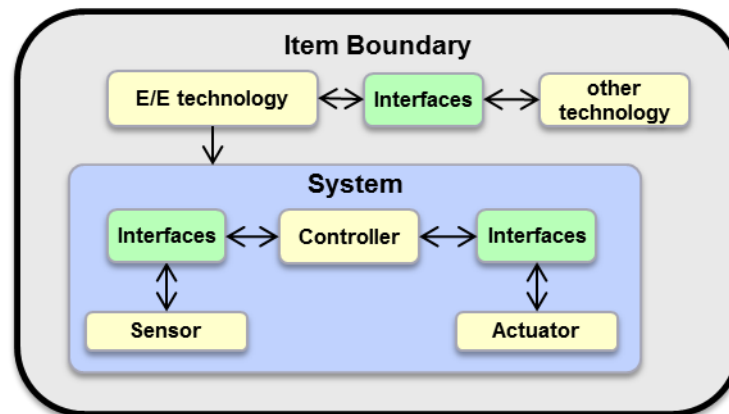 Item Boundary
E/E technology
Interfaces
other
technology
System
Interfaces
Controller
Interfaces
Sensor
Actuator